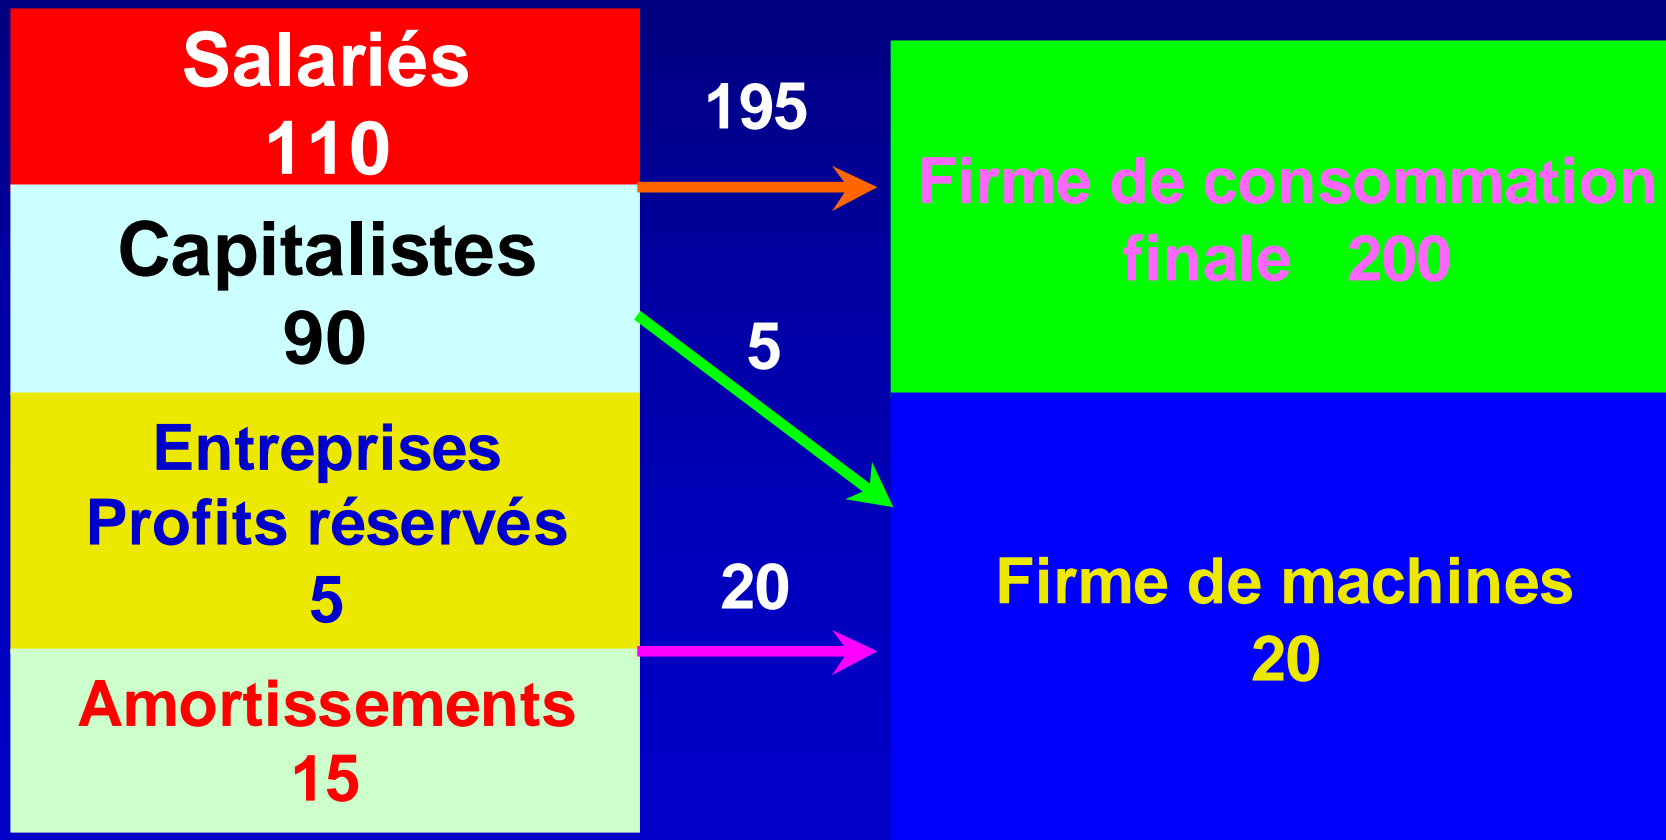 Salariés
110
Capitalistes
90
Entreprises
Profits réservés
5
Amortissements
15
195
5
20
Firme de consommation
finale 200
Firme de machines
20